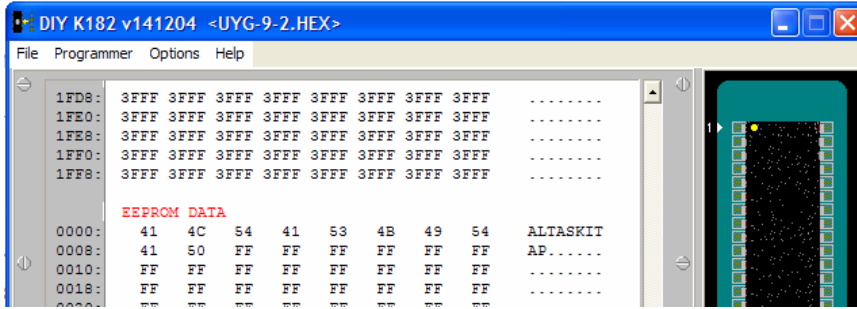 DIY K182 v141204 <UYG-9-2.HEX>
File Programmer Options Help
1FD8: 3FFF 3FFF 3FFF 3FFF 3FFF 3FFF 3FFF 3FFF ........
1FE0: 3FFF 3FFF 3FFF 3FFF 3FFF 3FFF 3FFF 3FFF ........
1FE8: 3FFF 3FFF 3FFF 3FFF 3FFF 3FFF 3FFF 3FFF ........
1FF0: 3FFF 3FFF 3FFF 3FFF 3FFF 3FFF 3FFF 3FFF ........
1FF8: 3FFF 3FFF 3FFF 3FFF 3FFF 3FFF 3FFF 3FFF ........
EEPROM DATA
0000: 41 4C 54 41 53 4B 49 54 ALTASKIT
0008: 41 50 FF FF FF FF FF FF AP......
0010: FF FF FF FF FF FF FF FF ........
0018: FF FF FF FF FF FF FF FF ........
1